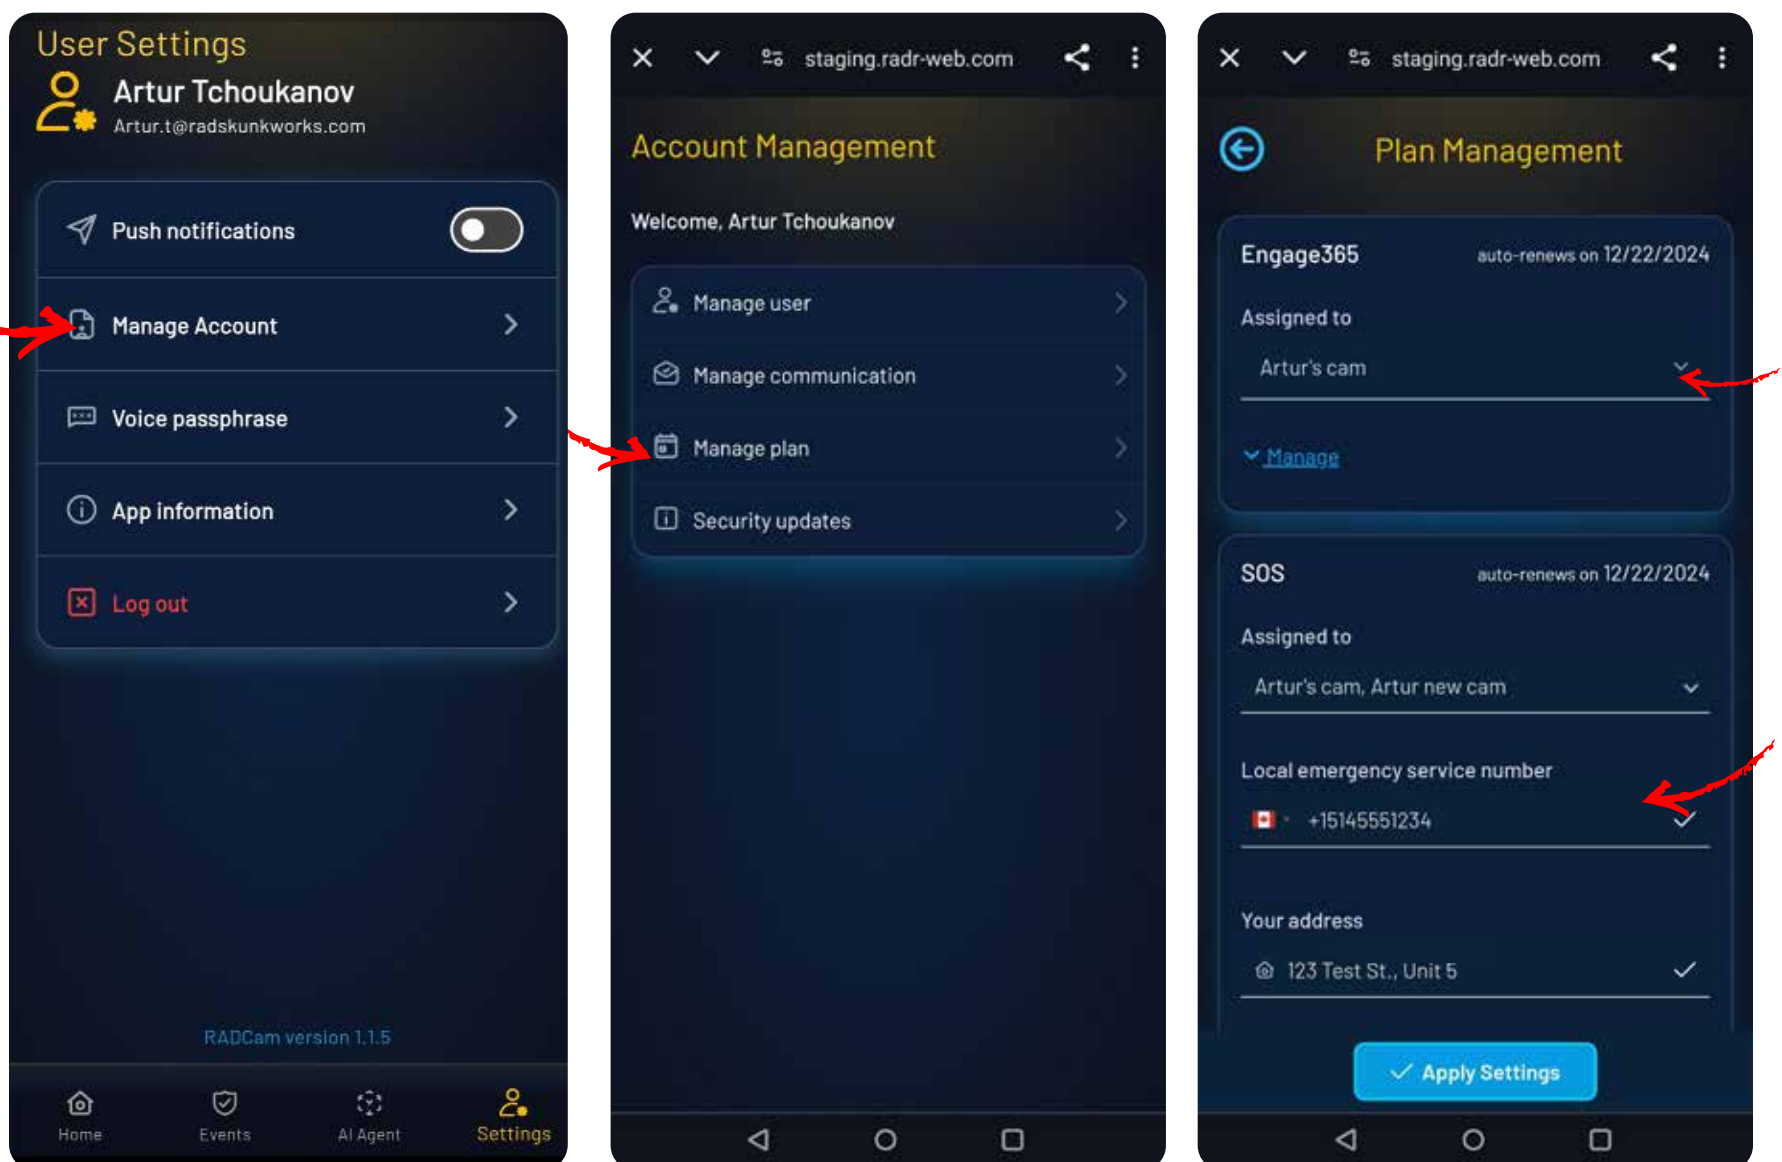 User Settings
Artur Tchoukanov
Artur.t@radskunkworks.com
Push notifications
Manage Account
Voice passphrase
App information
Log out
RADCam version 1.1.5
Home
Events
AI Agent
Settings
staging.radr-web.com
Account Management
Welcome, Artur Tchoukanov
Manage user
Manage communication
Manage plan
Security updates
staging.radr-web.com
Plan Management
Engage365 auto-renews on 12/22/2024
Assigned to
Artur's cam
Manage
SOS auto-renews on 12/22/2024
Assigned to
Artur's cam, Artur new cam
Local emergency service number
+15145551234
Your address
123 Test St., Unit 5
Apply Settings